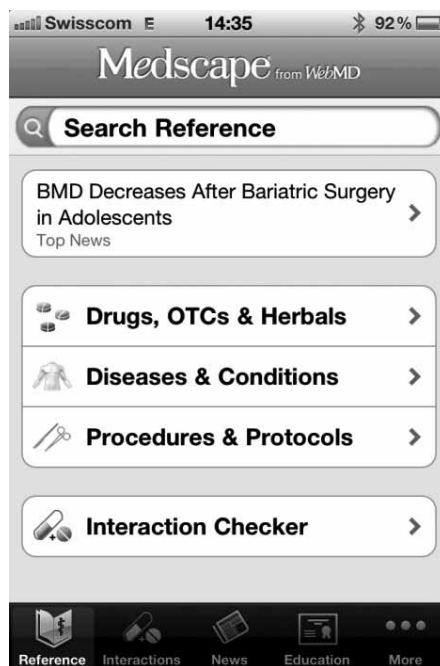 Swisscom E 14:35 92%
Medscape from WebMD
Search Reference
BMD Decreases After Bariatric Surgery
in Adolescents
Top News
Drugs, OTCs & Herbals
Diseases & Conditions
Procedures & Protocols
Interaction Checker
Reference Interactions News Education More